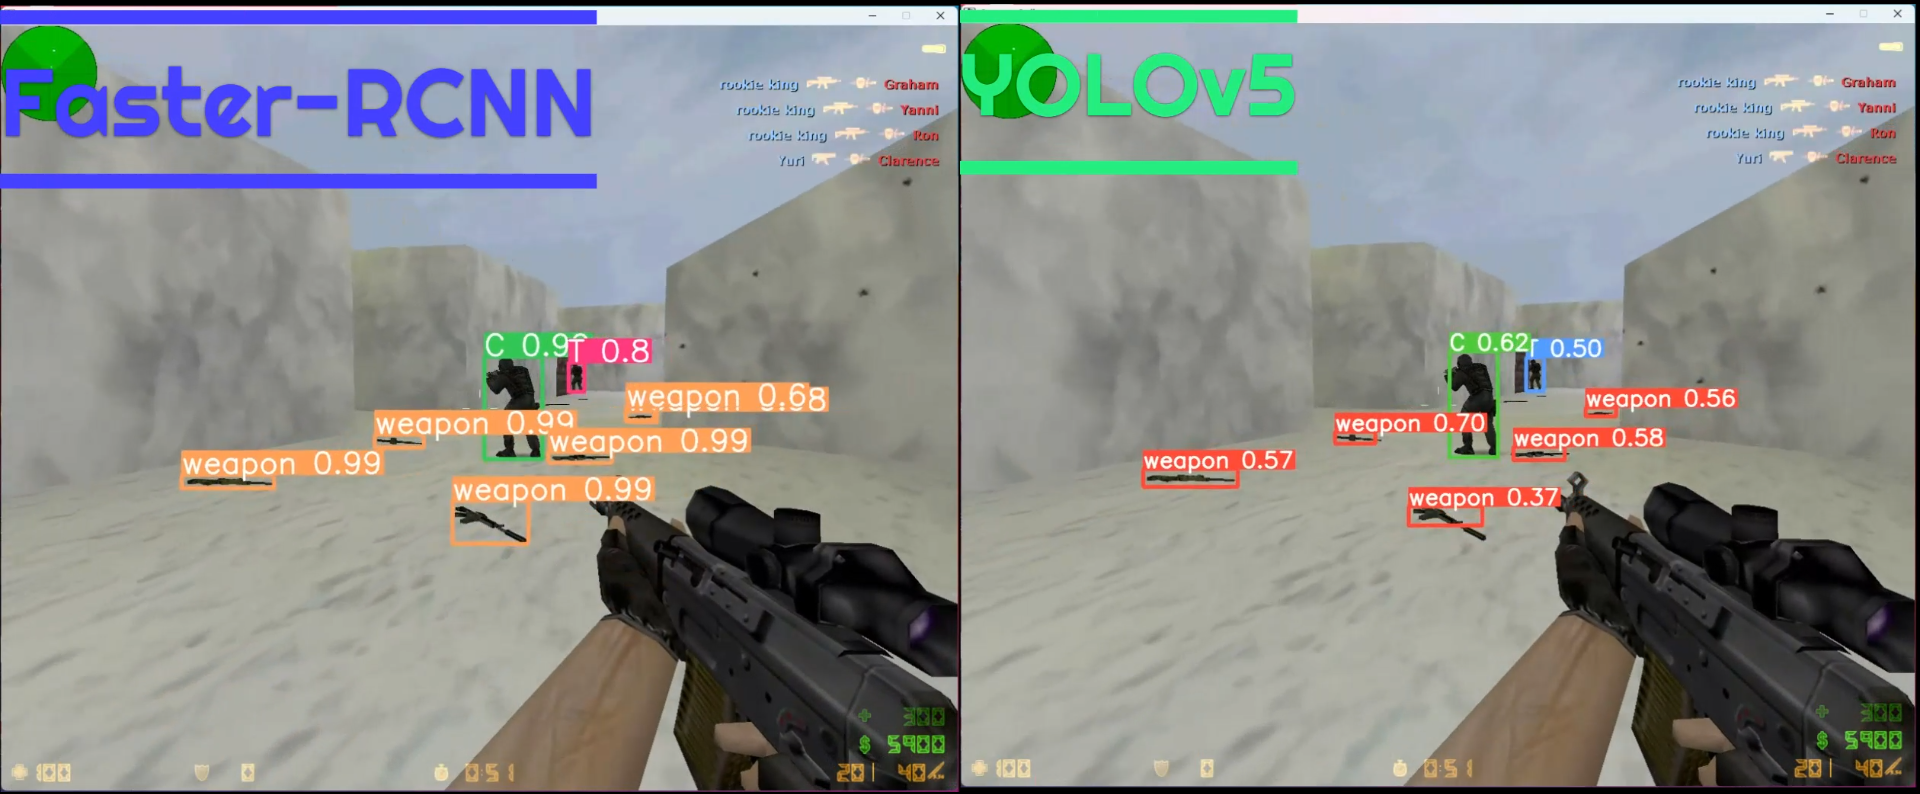 Faster-RCNN
rookie king Graham
rookie king Yanni
rookie king Ron
Yuri Clarence
T 0.8
weapon 0.68
weapon 0.99
weapon 0.99
weapon 0.99
weapon 0.99
300
$ 5900
100 0 0:51 20 | 40
YOLOv5
rookie king Graham
rookie king Yanni
rookie king Ron
Yuri Clarence
C 0.62
T 0.50
weapon 0.56
weapon 0.70
weapon 0.58
weapon 0.57
weapon 0.37
300
$ 5900
100 0 0:51 20 | 40